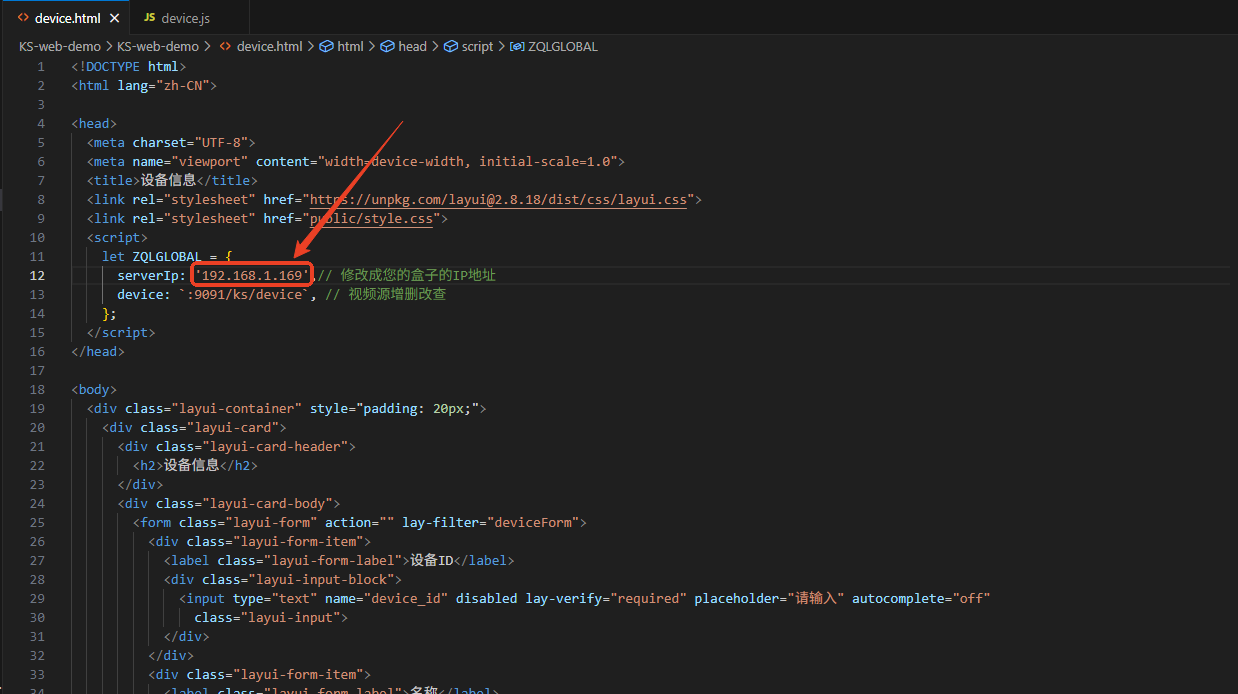 device.html
JS device.js
KS-web-demo > KS-web-demo > device.html > html > head > script > ZQLGLOBAL
1 <!DOCTYPE html>
2 <html lang="zh-CN">
3
4 <head>
5 <meta charset="UTF-8">
6 <meta name="viewport" content="width=device-width, initial-scale=1.0">
7 <title>设备信息</title>
8 <link rel="stylesheet" href="https://unpkg.com/layui@2.8.18/dist/css/layui.css">
9 <link rel="stylesheet" href="public/style.css">
10 <script>
11 let ZQLGLOBAL = {
12 serverIp: '192.168.1.169',// 修改成您的盒子的IP地址
13 device: `:9091/ks/device`, // 视频源增删改查
14 };
15 </script>
16 </head>
17
18 <body>
19 <div class="layui-container" style="padding: 20px;">
20 <div class="layui-card">
21 <div class="layui-card-header">
22 <h2>设备信息</h2>
23 </div>
24 <div class="layui-card-body">
25 <form class="layui-form" action="" lay-filter="deviceForm">
26 <div class="layui-form-item">
27 <label class="layui-form-label">设备ID</label>
28 <div class="layui-input-block">
29 <input type="text" name="device_id" disabled lay-verify="required" placeholder="请输入" autocomplete="off"
30 class="layui-input">
31 </div>
32 </div>
33 <div class="layui-form-item">
34 <label class="layui-form-label">名称</label>